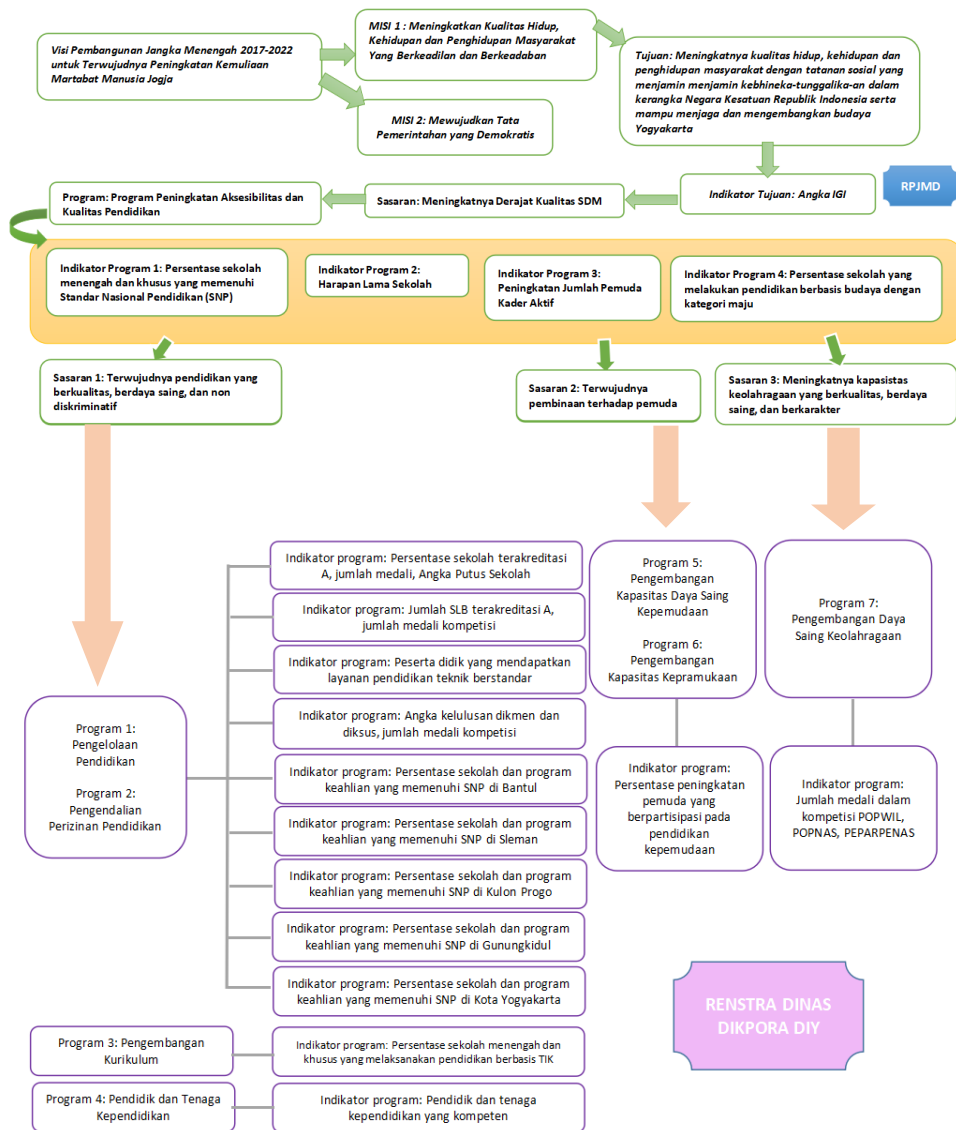 Visi Pembangunan Jangka Menengah 2017-2022
untuk Terwujudnya Peningkatan Kemuliaan
Martabat Manusia Jogja
MISI 1 : Meningkatkan Kualitas Hidup,
Kehidupan dan Penghidupan Masyarakat
Yang Berkeadilan dan Berkeadaban
MISI 2: Mewujudkan Tata
Pemerintahan yang Demokratis
Tujuan: Meningkatnya kualitas hidup, kehidupan dan
penghidupan masyarakat dengan tatanan sosial yang
menjamin menjamin kebhineka-tunggalika-an dalam
kerangka Negara Kesatuan Republik Indonesia serta
mampu menjaga dan mengembangkan budaya
Yogyakarta
RPJMD
Indikator Tujuan: Angka IGI
Sasaran: Meningkatnya Derajat Kualitas SDM
Program: Program Peningkatan Aksesibilitas dan
Kualitas Pendidikan
Indikator Program 1: Persentase sekolah
menengah dan khusus yang memenuhi
Standar Nasional Pendidikan (SNP)
Indikator Program 2:
Harapan Lama Sekolah
Indikator Program 3:
Peningkatan Jumlah Pemuda
Kader Aktif
Indikator Program 4: Persentase sekolah yang
melakukan pendidikan berbasis budaya dengan
kategori maju
Sasaran 1: Terwujudnya pendidikan yang
berkualitas, berdaya saing, dan non
diskriminatif
Sasaran 2: Terwujudnya
pembinaan terhadap pemuda
Sasaran 3: Meningkatnya kapasistas
keolahragaan yang berkualitas, berdaya
saing, dan berkarakter
Program 1:
Pengelolaan
Pendidikan
Program 2:
Pengendalian
Perizinan Pendidikan
Indikator program: Persentase sekolah terakreditasi
A, jumlah medali, Angka Putus Sekolah
Indikator program: Jumlah SLB terakreditasi A,
jumlah medali kompetisi
Indikator program: Peserta didik yang mendapatkan
layanan pendidikan teknik berstandar
Indikator program: Angka kelulusan dikmen dan
diksus, jumlah medali kompetisi
Indikator program: Persentase sekolah dan program
keahlian yang memenuhi SNP di Bantul
Indikator program: Persentase sekolah dan program
keahlian yang memenuhi SNP di Sleman
Indikator program: Persentase sekolah dan program
keahlian yang memenuhi SNP di Kulon Progo
Indikator program: Persentase sekolah dan program
keahlian yang memenuhi SNP di Gunungkidul
Indikator program: Persentase sekolah dan program
keahlian yang memenuhi SNP di Kota Yogyakarta
Program 5:
Pengembangan
Kapasitas Daya Saing
Kepemudaan
Program 6:
Pengembangan
Kapasitas Kepramukaan
Indikator program:
Persentase peningkatan
pemuda yang
berpartisipasi pada
pendidikan
kepemudaan
Program 7:
Pengembangan Daya
Saing Keolahragaan
Indikator program:
Jumlah medali dalam
kompetisi POPWIL,
POPNAS, PEPARPENAS
RENSTRA DINAS
DIKPORA DIY
Program 3: Pengembangan
Kurikulum
Indikator program: Persentase sekolah menengah dan
khusus yang melaksanakan pendidikan berbasis TIK
Program 4: Pendidik dan Tenaga
Kependidikan
Indikator program: Pendidik dan tenaga
kependidikan yang kompeten